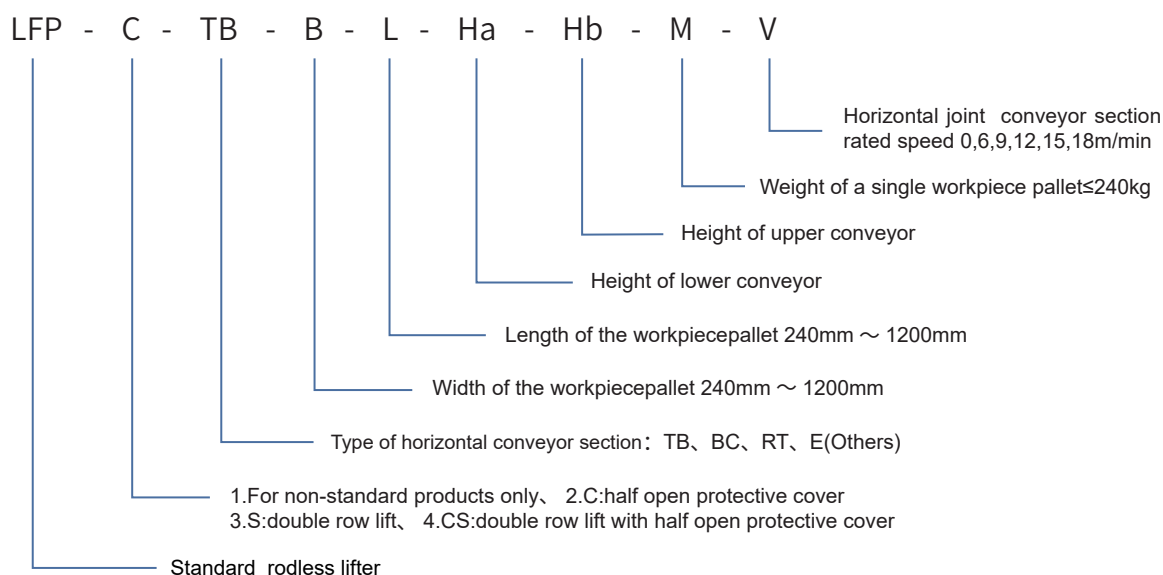 LFP - C - TB - B - L - Ha - Hb - M - V
Horizontal joint conveyor section
rated speed 0,6,9,12,15,18m/min
Weight of a single workpiece pallet≤240kg
Height of upper conveyor
Height of lower conveyor
Length of the workpiecepallet 240mm ～ 1200mm
Width of the workpiecepallet 240mm ～ 1200mm
Type of horizontal conveyor section：TB、BC、RT、E(Others)
1.For non-standard products only、 2.C:half open protective cover
3.S:double row lift、 4.CS:double row lift with half open protective cover
Standard rodless lifter